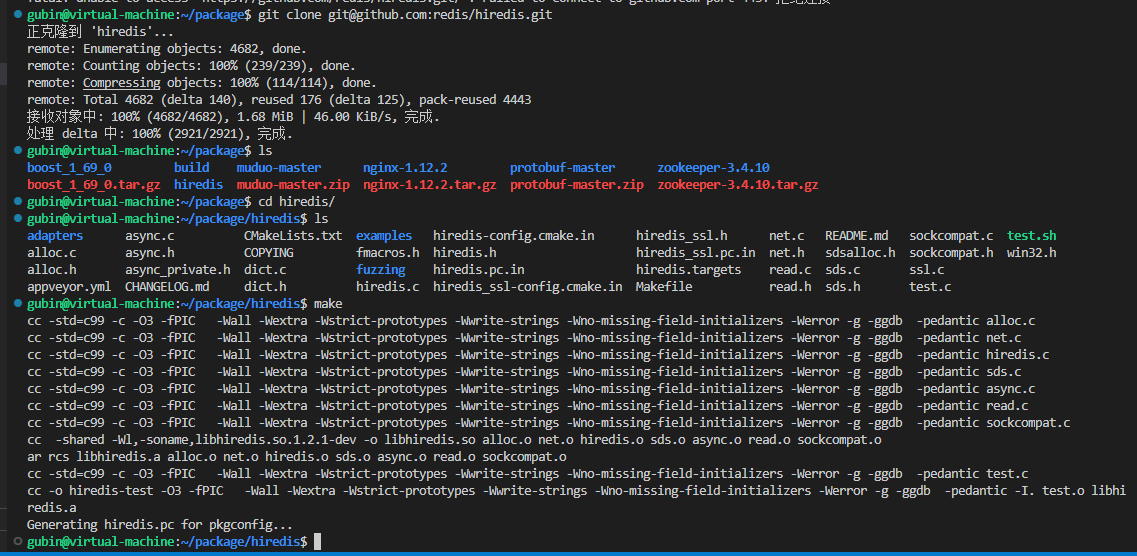 gubin@virtual-machine:~/package$ git clone git@github.com:redis/hiredis.git
正克隆到 'hiredis'...
remote: Enumerating objects: 4682, done.
remote: Counting objects: 100% (239/239), done.
remote: Compressing objects: 100% (114/114), done.
remote: Total 4682 (delta 140), reused 176 (delta 125), pack-reused 4443
接收对象中: 100% (4682/4682), 1.68 MiB | 46.00 KiB/s, 完成.
处理 delta 中: 100% (2921/2921), 完成.
gubin@virtual-machine:~/package$ ls
boost_1_69_0 build muduo-master nginx-1.12.2 protobuf-master zookeeper-3.4.10
boost_1_69_0.tar.gz hiredis muduo-master.zip nginx-1.12.2.tar.gz protobuf-master.zip zookeeper-3.4.10.tar.gz
gubin@virtual-machine:~/package$ cd hiredis/
gubin@virtual-machine:~/package/hiredis$ ls
adapters async.c CMakeLists.txt examples hiredis-config.cmake.in hiredis_ssl.h net.c README.md sockcompat.c test.sh
alloc.c async.h COPYING fmacros.h hiredis.h hiredis_ssl.pc.in net.h sdsalloc.h sockcompat.h win32.h
alloc.h async_private.h dict.c fuzzing hiredis.pc.in hiredis.targets read.c sds.c ssl.c
appveyor.yml CHANGELOG.md dict.h hiredis.c hiredis_ssl-config.cmake.in Makefile read.h sds.h test.c
gubin@virtual-machine:~/package/hiredis$ make
cc -std=c99 -c -O3 -fPIC -Wall -Wextra -Wstrict-prototypes -Wwrite-strings -Wno-missing-field-initializers -Werror -g -ggdb -pedantic alloc.c
cc -std=c99 -c -O3 -fPIC -Wall -Wextra -Wstrict-prototypes -Wwrite-strings -Wno-missing-field-initializers -Werror -g -ggdb -pedantic net.c
cc -std=c99 -c -O3 -fPIC -Wall -Wextra -Wstrict-prototypes -Wwrite-strings -Wno-missing-field-initializers -Werror -g -ggdb -pedantic hiredis.c
cc -std=c99 -c -O3 -fPIC -Wall -Wextra -Wstrict-prototypes -Wwrite-strings -Wno-missing-field-initializers -Werror -g -ggdb -pedantic sds.c
cc -std=c99 -c -O3 -fPIC -Wall -Wextra -Wstrict-prototypes -Wwrite-strings -Wno-missing-field-initializers -Werror -g -ggdb -pedantic async.c
cc -std=c99 -c -O3 -fPIC -Wall -Wextra -Wstrict-prototypes -Wwrite-strings -Wno-missing-field-initializers -Werror -g -ggdb -pedantic read.c
cc -std=c99 -c -O3 -fPIC -Wall -Wextra -Wstrict-prototypes -Wwrite-strings -Wno-missing-field-initializers -Werror -g -ggdb -pedantic sockcompat.c
cc -shared -Wl,-soname,libhiredis.so.1.2.1-dev -o libhiredis.so alloc.o net.o hiredis.o sds.o async.o read.o sockcompat.o
ar rcs libhiredis.a alloc.o net.o hiredis.o sds.o async.o read.o sockcompat.o
cc -std=c99 -c -O3 -fPIC -Wall -Wextra -Wstrict-prototypes -Wwrite-strings -Wno-missing-field-initializers -Werror -g -ggdb -pedantic test.c
cc -o hiredis-test -O3 -fPIC -Wall -Wextra -Wstrict-prototypes -Wwrite-strings -Wno-missing-field-initializers -Werror -g -ggdb -pedantic -I. test.o libhi
redis.a
Generating hiredis.pc for pkgconfig...
gubin@virtual-machine:~/package/hiredis$